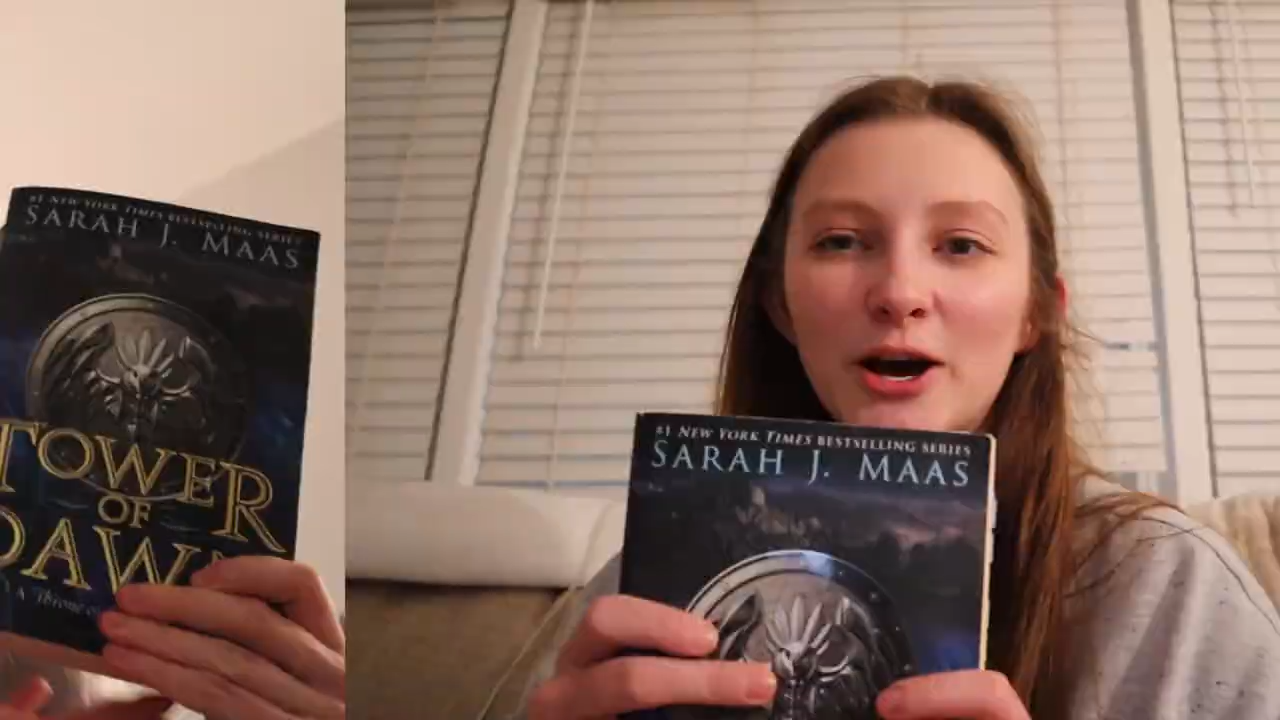 #1 NEW YORK TIMES BESTSELLING SERIES
SARAH J. MAAS
TOWER
OF
DAWN
A Throne o
#1 NEW YORK TIMES BESTSELLING SERIES
SARAH J. MAAS